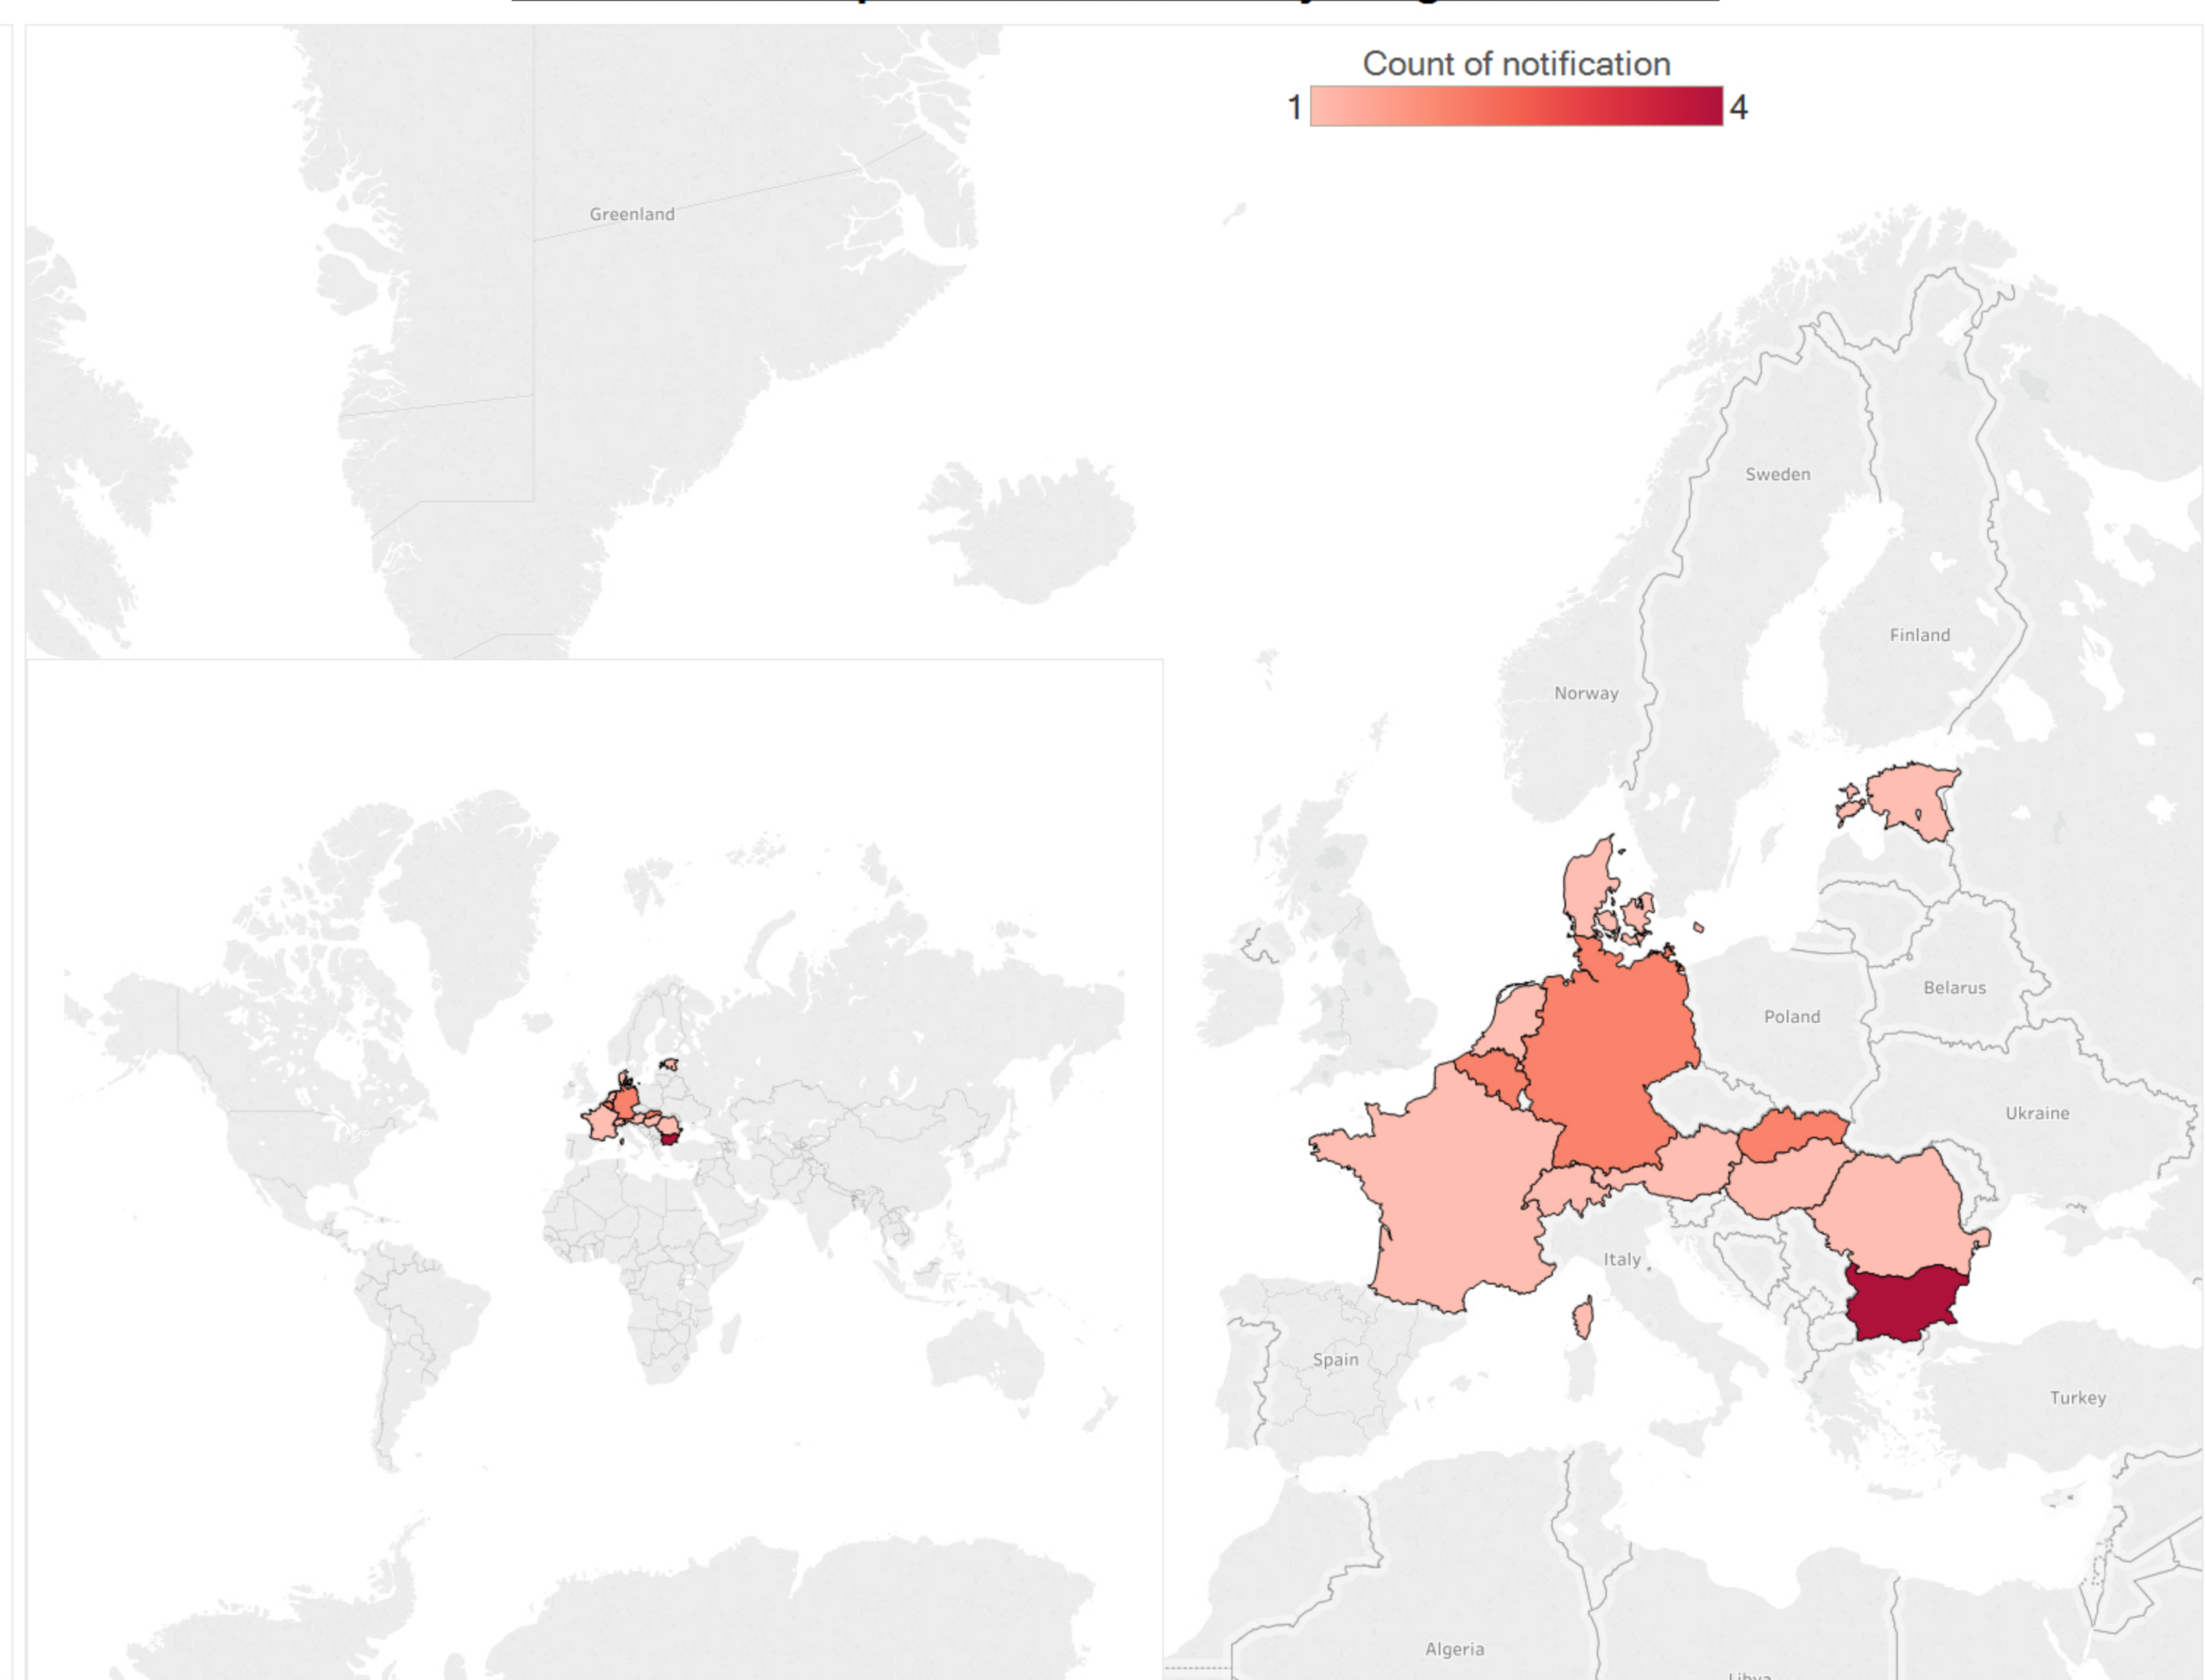 Count of notification
1 4
Greenland
Sweden
Finland
Norway
Belarus
Poland
Ukraine
Italy
Spain
Turkey
Algeria